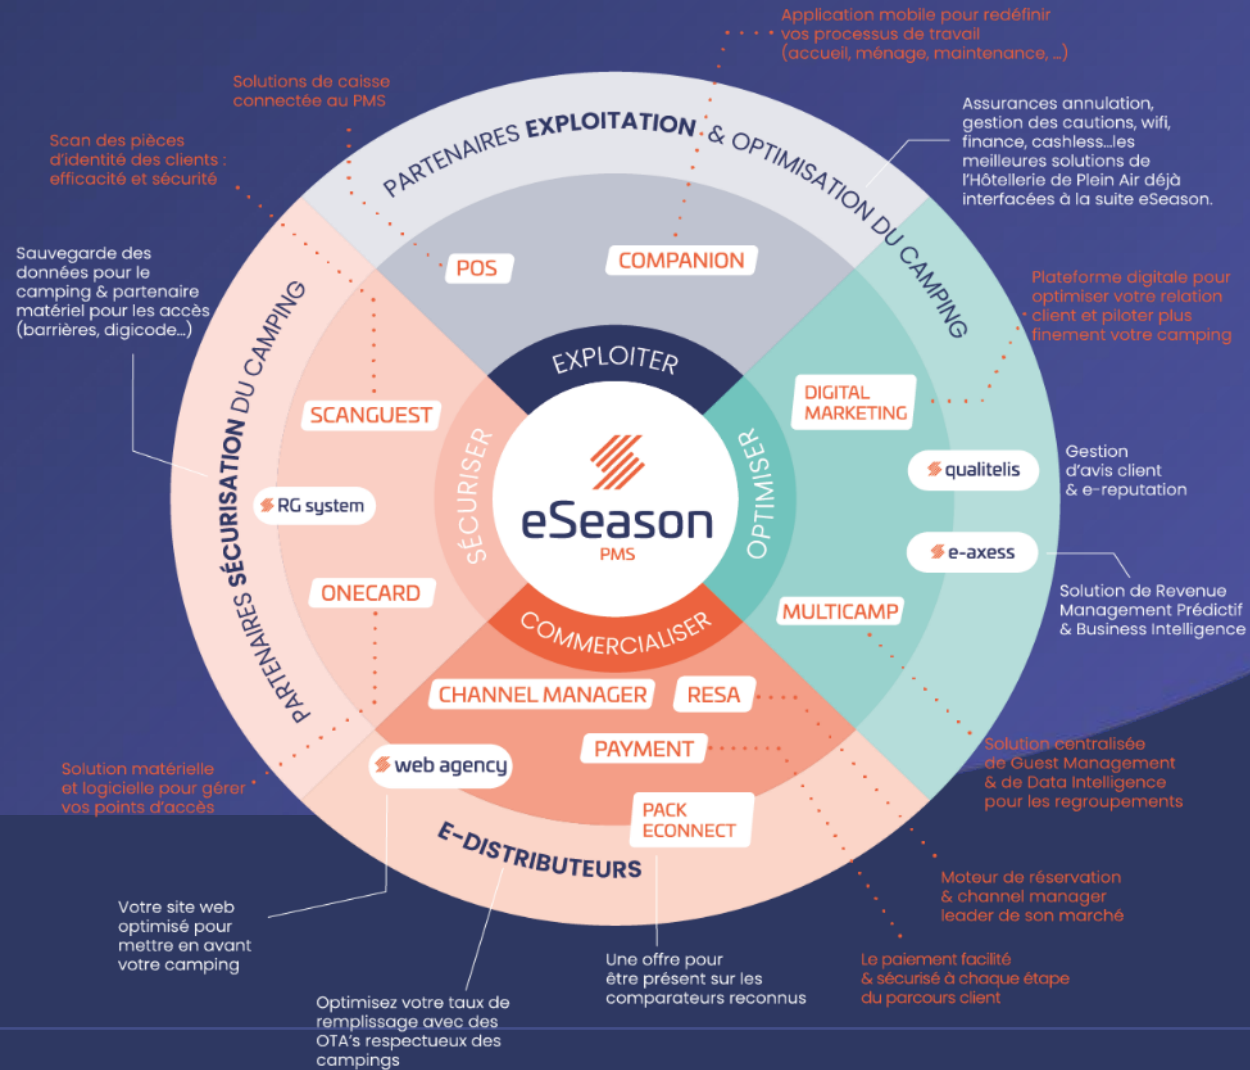 Application mobile pour redéfinir
vos processus de travail
(accueil, ménage, maintenance, ...)
Solutions de caisse
connectée au PMS
Scan des pièces
d'identité des clients :
efficacité et sécurité
Assurances annulation,
gestion des cautions, wifi,
finance, cashless...les
meilleures solutions de
l'Hôtellerie de Plein Air déjà
interfacées à la suite eSeason.
Sauvegarde des
données pour le
camping & partenaire
matériel pour les accès
(barrières, digicode...)
Plateforme digitale pour
optimiser votre relation
client et piloter plus
finement votre camping
PARTENAIRES EXPLOITATION & OPTIMISATION DU CAMPING
PARTENAIRES SÉCURISATION DU CAMPING
POS
COMPANION
EXPLOITER
SÉCURISER
OPTIMISER
COMMERCIALISER
eSeason
PMS
SCANGUEST
RG system
ONECARD
DIGITAL
MARKETING
qualitelis
e-axess
MULTICAMP
Gestion
d'avis client
& e-reputation
Solution de Revenue
Management Prédictif
& Business Intelligence
CHANNEL MANAGER
RESA
PAYMENT
web agency
PACK
ECONNECT
E-DISTRIBUTEURS
Solution matérielle
et logicielle pour gérer
vos points d'accès
Solution centralisée
de Guest Management
& de Data Intelligence
pour les regroupements
Moteur de réservation
& channel manager
leader de son marché
Votre site web
optimisé pour
mettre en avant
votre camping
Une offre pour
être présent sur les
comparateurs reconnus
Le paiement facilité
& sécurisé à chaque étape
du parcours client
Optimisez votre taux de
remplissage avec des
OTA's respectueux des
campings